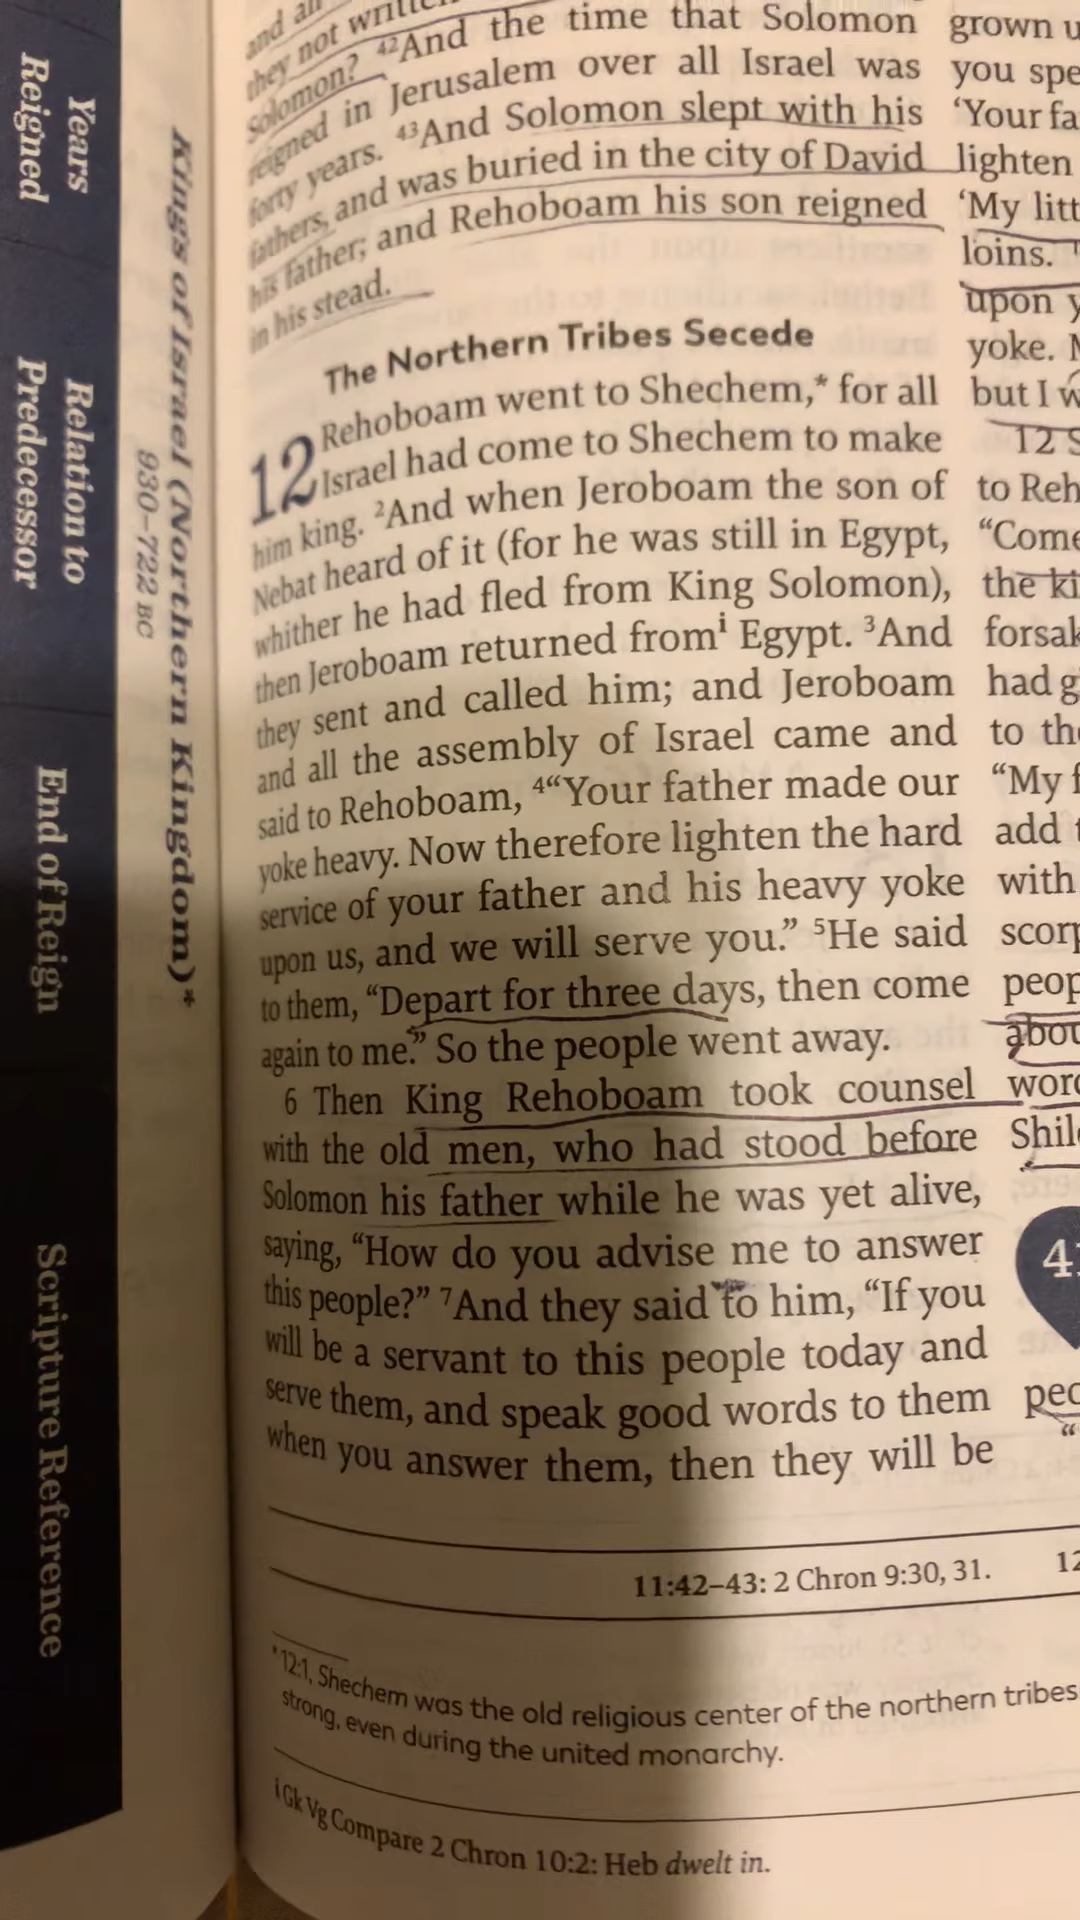 Years
Reigned
Relation to
Predecessor
End of Reign
Scripture Reference
Kings of Israel (Northern Kingdom)*
930–722 BC
and all
they not written
Solomon? 42And the time that Solomon
reigned in Jerusalem over all Israel was
forty years. 43And Solomon slept with his
fathers, and was buried in the city of David
his father; and Rehoboam his son reigned
in his stead.
The Northern Tribes Secede
12 Rehoboam went to Shechem,* for all
Israel had come to Shechem to make
him king. 2And when Jeroboam the son of
Nebat heard of it (for he was still in Egypt,
whither he had fled from King Solomon),
then Jeroboam returned fromi Egypt. 3And
they sent and called him; and Jeroboam
and all the assembly of Israel came and
said to Rehoboam, 4“Your father made our
yoke heavy. Now therefore lighten the hard
service of your father and his heavy yoke
upon us, and we will serve you.” 5He said
to them, “Depart for three days, then come
again to me.” So the people went away.
6 Then King Rehoboam took counsel
with the old men, who had stood before
Solomon his father while he was yet alive,
saying, “How do you advise me to answer
this people?” 7And they said to him, “If you
will be a servant to this people today and
serve them, and speak good words to them
when you answer them, then they will be
grown u
you spe
‘Your fa
lighten
‘My litt
loins.
upon y
yoke.
but I w
12 S
to Reh
“Come
the ki
forsak
had g
to the
“My f
add t
with
scorp
peop
abou
word
Shilo
peo
“
11:42–43: 2 Chron 9:30, 31. 12
*12:1, Shechem was the old religious center of the northern tribes
strong, even during the united monarchy.
i Gk Vg Compare 2 Chron 10:2: Heb dwelt in.